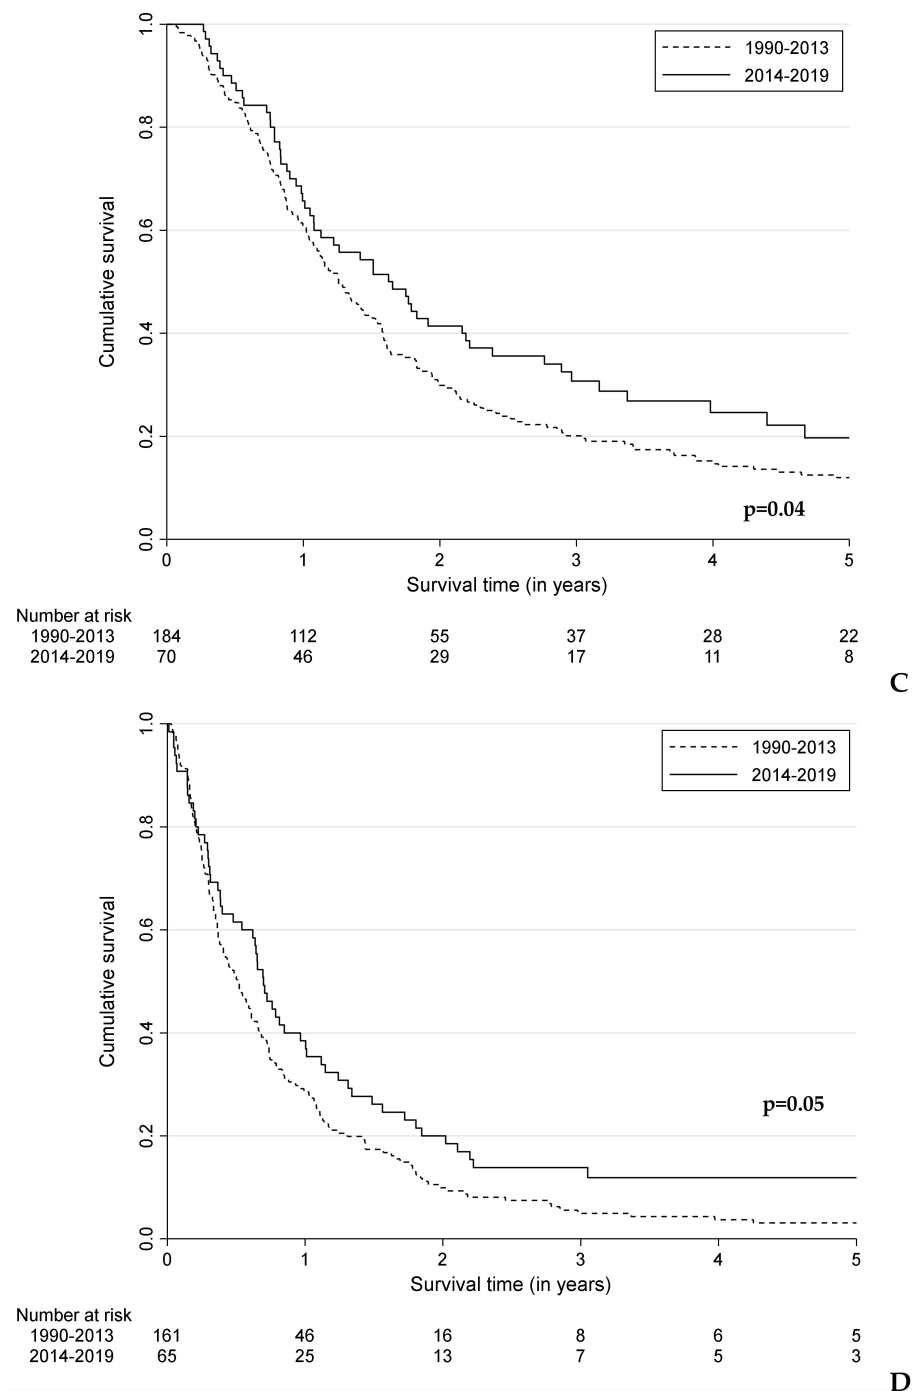 1.0
1990-2013
2014-2019
0.8
0.6
Cumulative survival
0.4
0.2
p=0.04
0.0
0 1 2 3 4 5
Survival time (in years)
Number at risk
1990-2013 184 112 55 37 28 22
2014-2019 70 46 29 17 11 8
C
1.0
1990-2013
2014-2019
0.8
0.6
Cumulative survival
0.4
p=0.05
0.2
0.0
0 1 2 3 4 5
Survival time (in years)
Number at risk
1990-2013 161 46 16 8 6 5
2014-2019 65 25 13 7 5 3
D